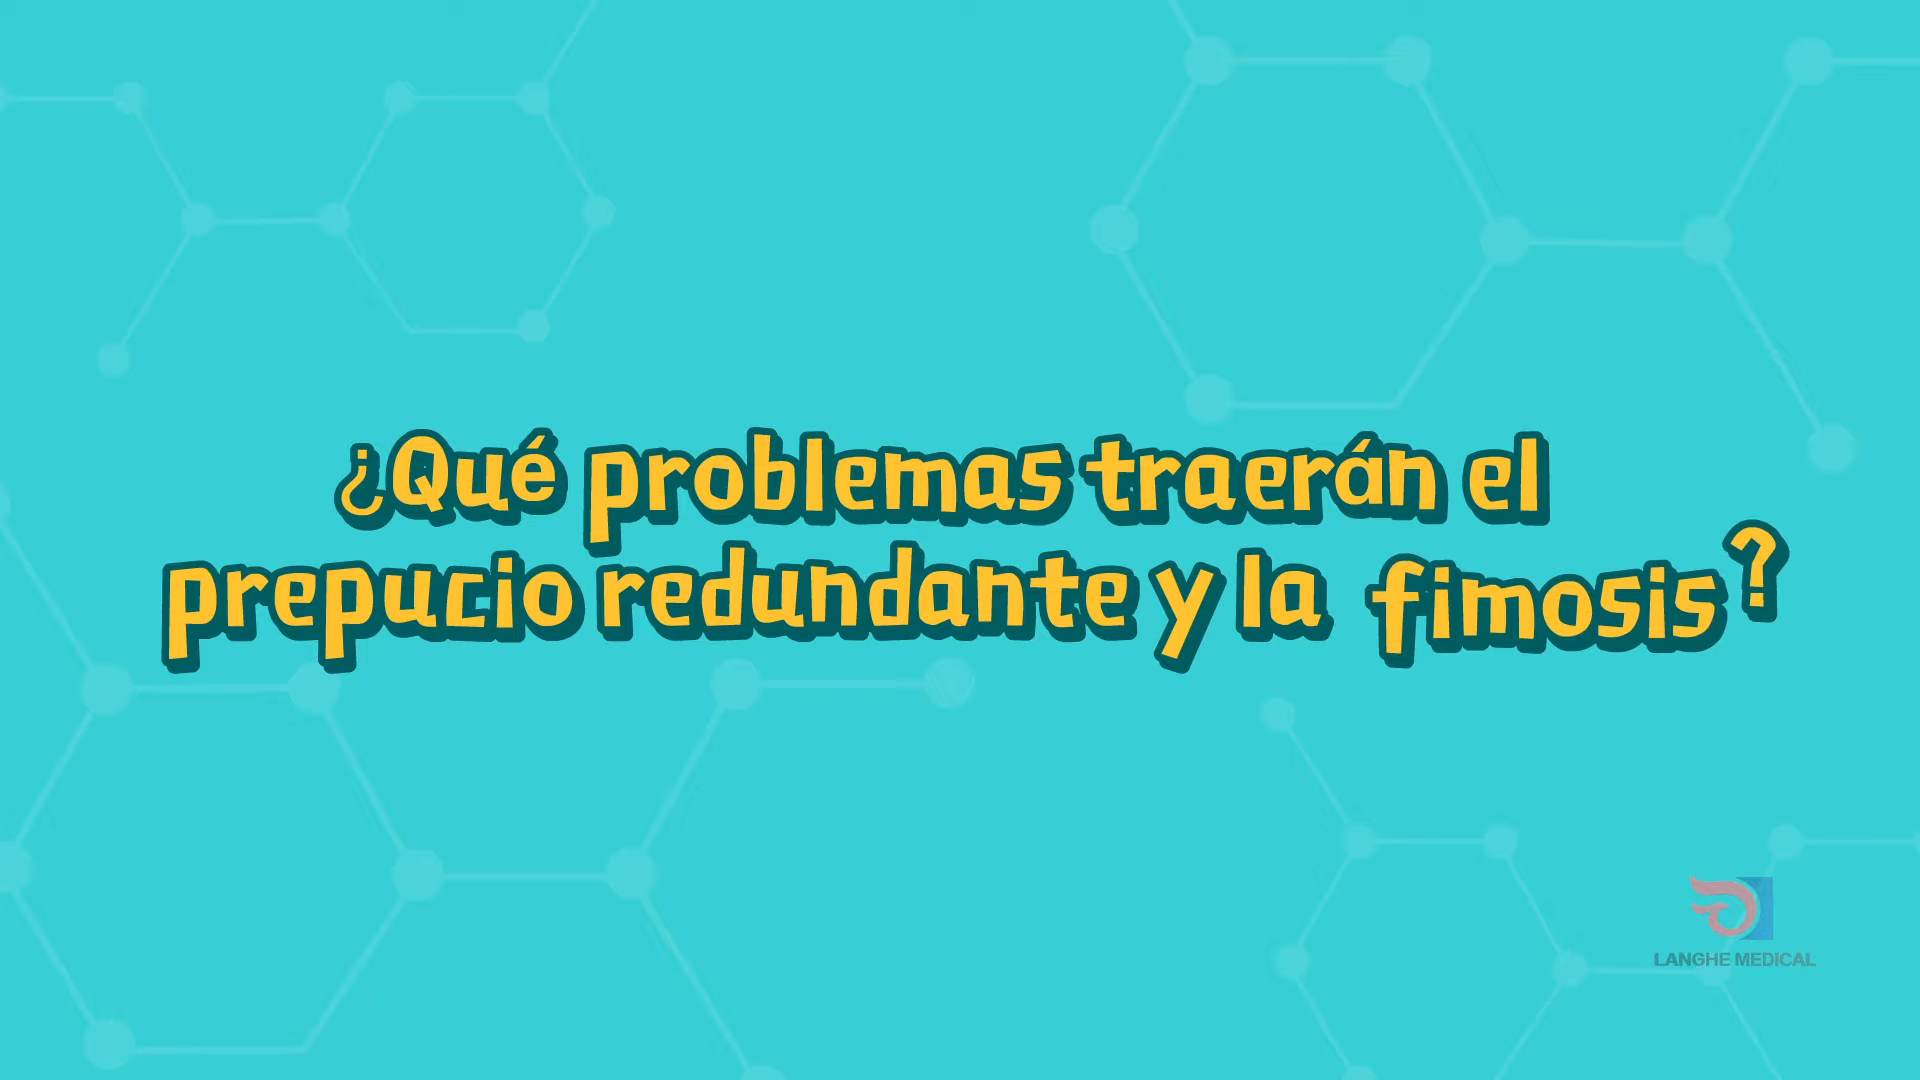 ¿Qué problemas traerán el
prepucio redundante y la fimosis?
LANGHE MEDICAL